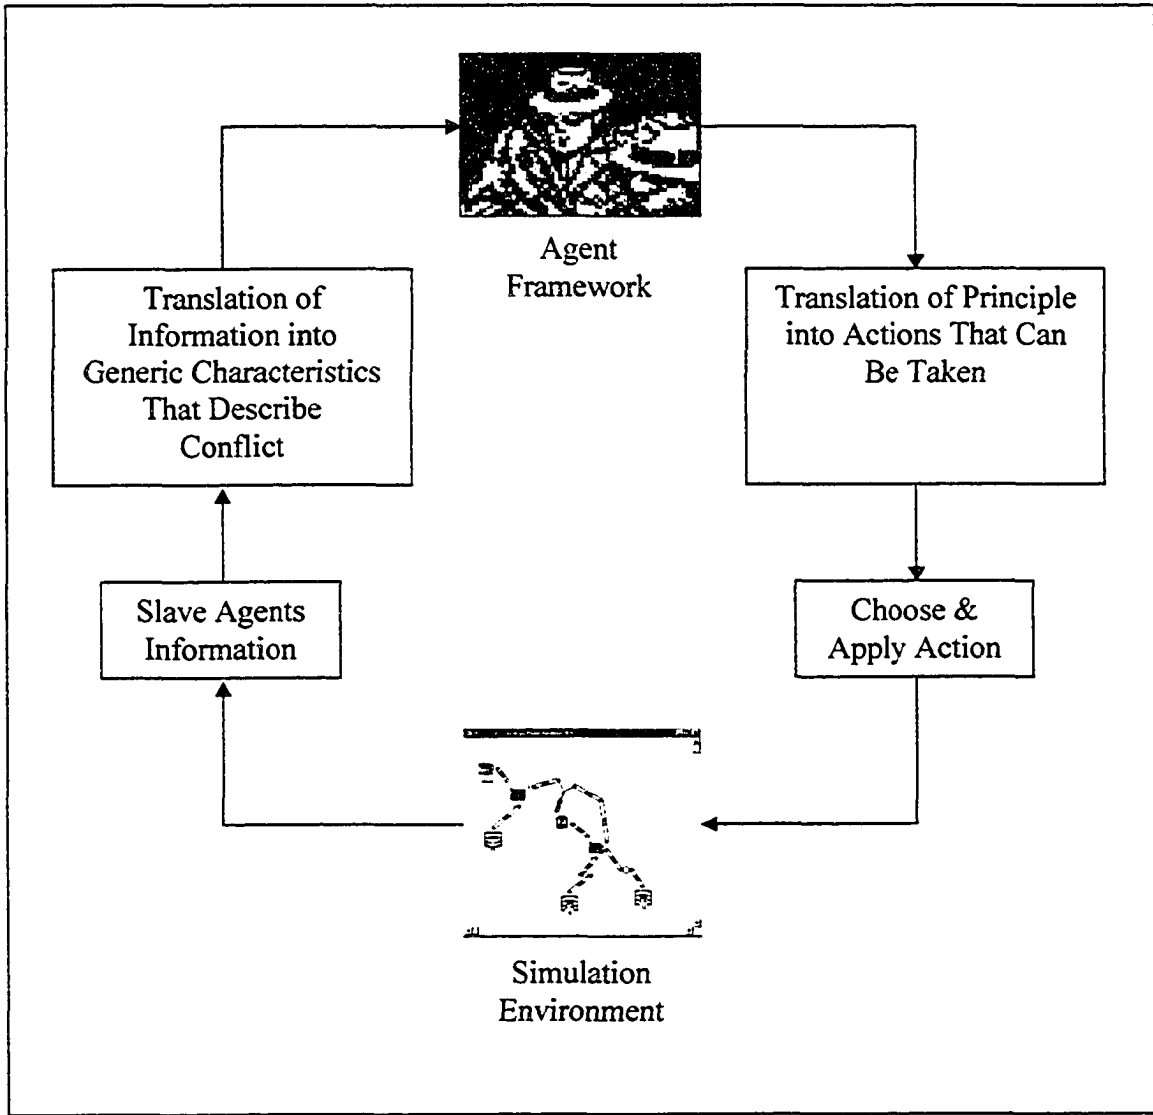 Agent
Framework
Translation of
Information into
Generic Characteristics
That Describe
Conflict
Translation of Principle
into Actions That Can
Be Taken
Slave Agents
Information
Choose &
Apply Action
Simulation
Environment